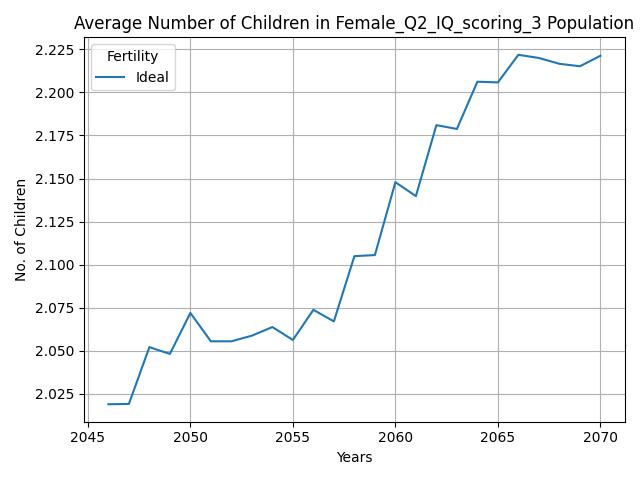 Average Number of Children in Female_Q2_IQ_scoring_3 Population
Fertility
Ideal
2.225
2.200
2.175
2.150
2.125
2.100
2.075
2.050
2.025
No. of Children
2045 2050 2055 2060 2065 2070
Years